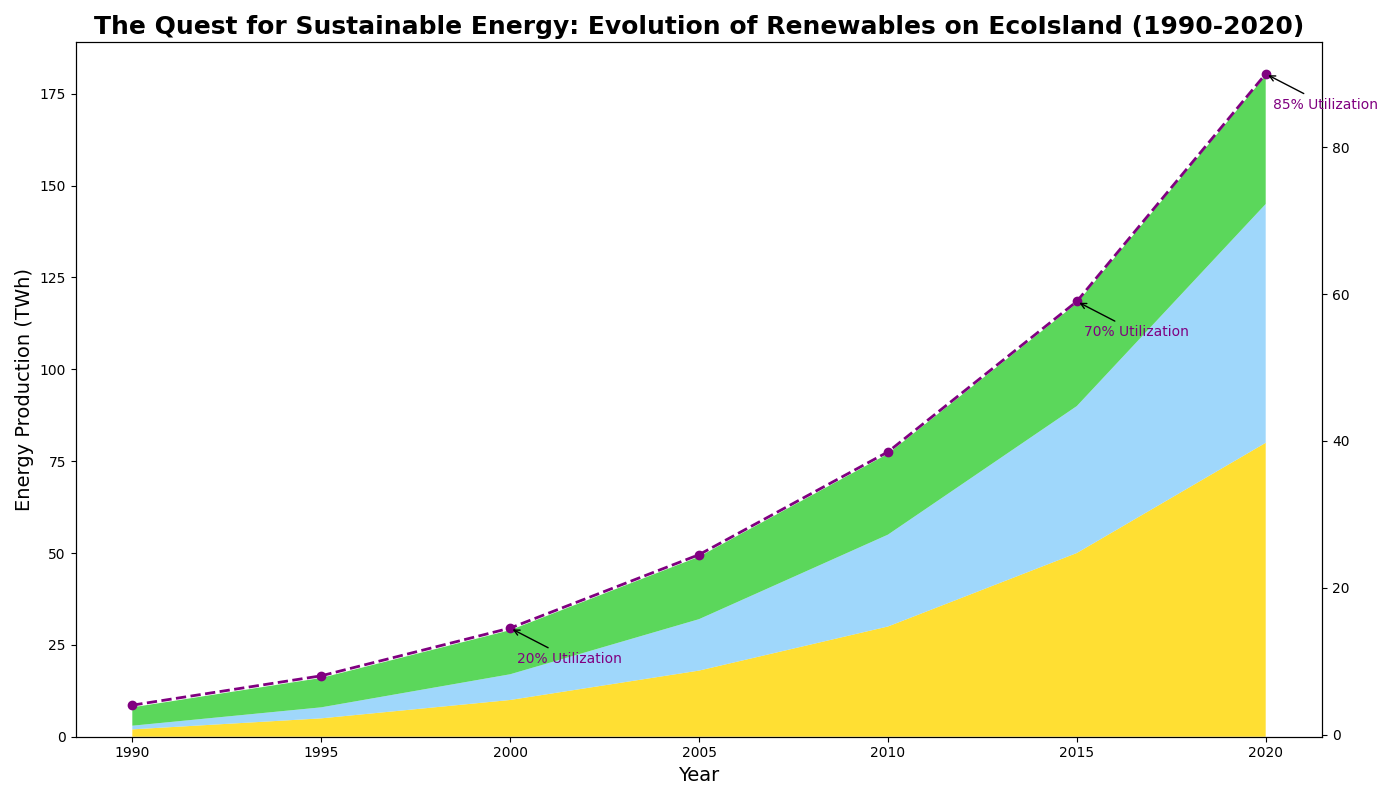 The Quest for Sustainable Energy: Evolution of Renewables on EcoIsland (1990-2020)
Energy Production (TWh)
175
150
125
100
75
50
25
0
80
60
40
20
0
85% Utilization
70% Utilization
20% Utilization
1990 1995 2000 2005 2010 2015 2020
Year